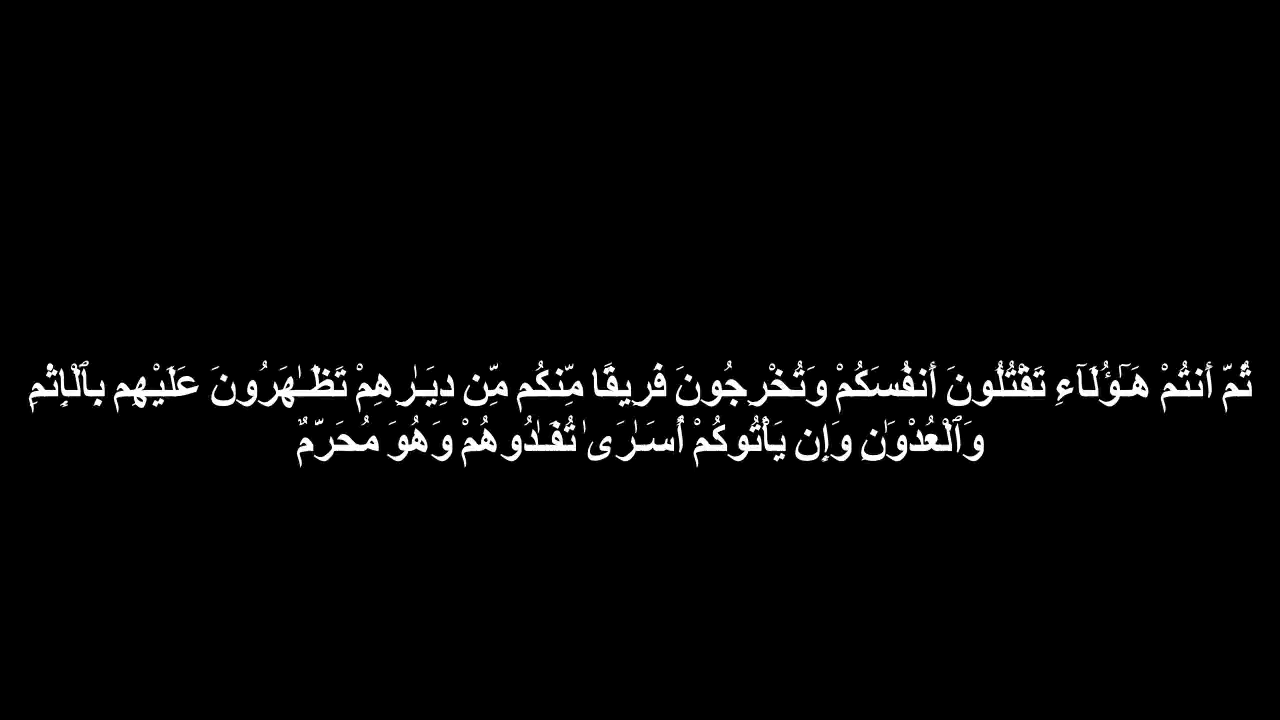 ثُمَّ أَنتُمْ هَـٰٓؤُلَآءِ تَقْتُلُونَ أَنفُسَكُمْ وَتُخْرِجُونَ فَرِيقًا مِّنكُم مِّن دِيَـٰرِهِمْ تَظَـٰهَرُونَ عَلَيْهِم بِٱلْإِثْمِ
وَٱلْعُدْوَٰنِ وَإِن يَأْتُوكُمْ أُسَـٰرَىٰ تُفَـٰدُوهُمْ وَهُوَ مُحَرَّمٌ